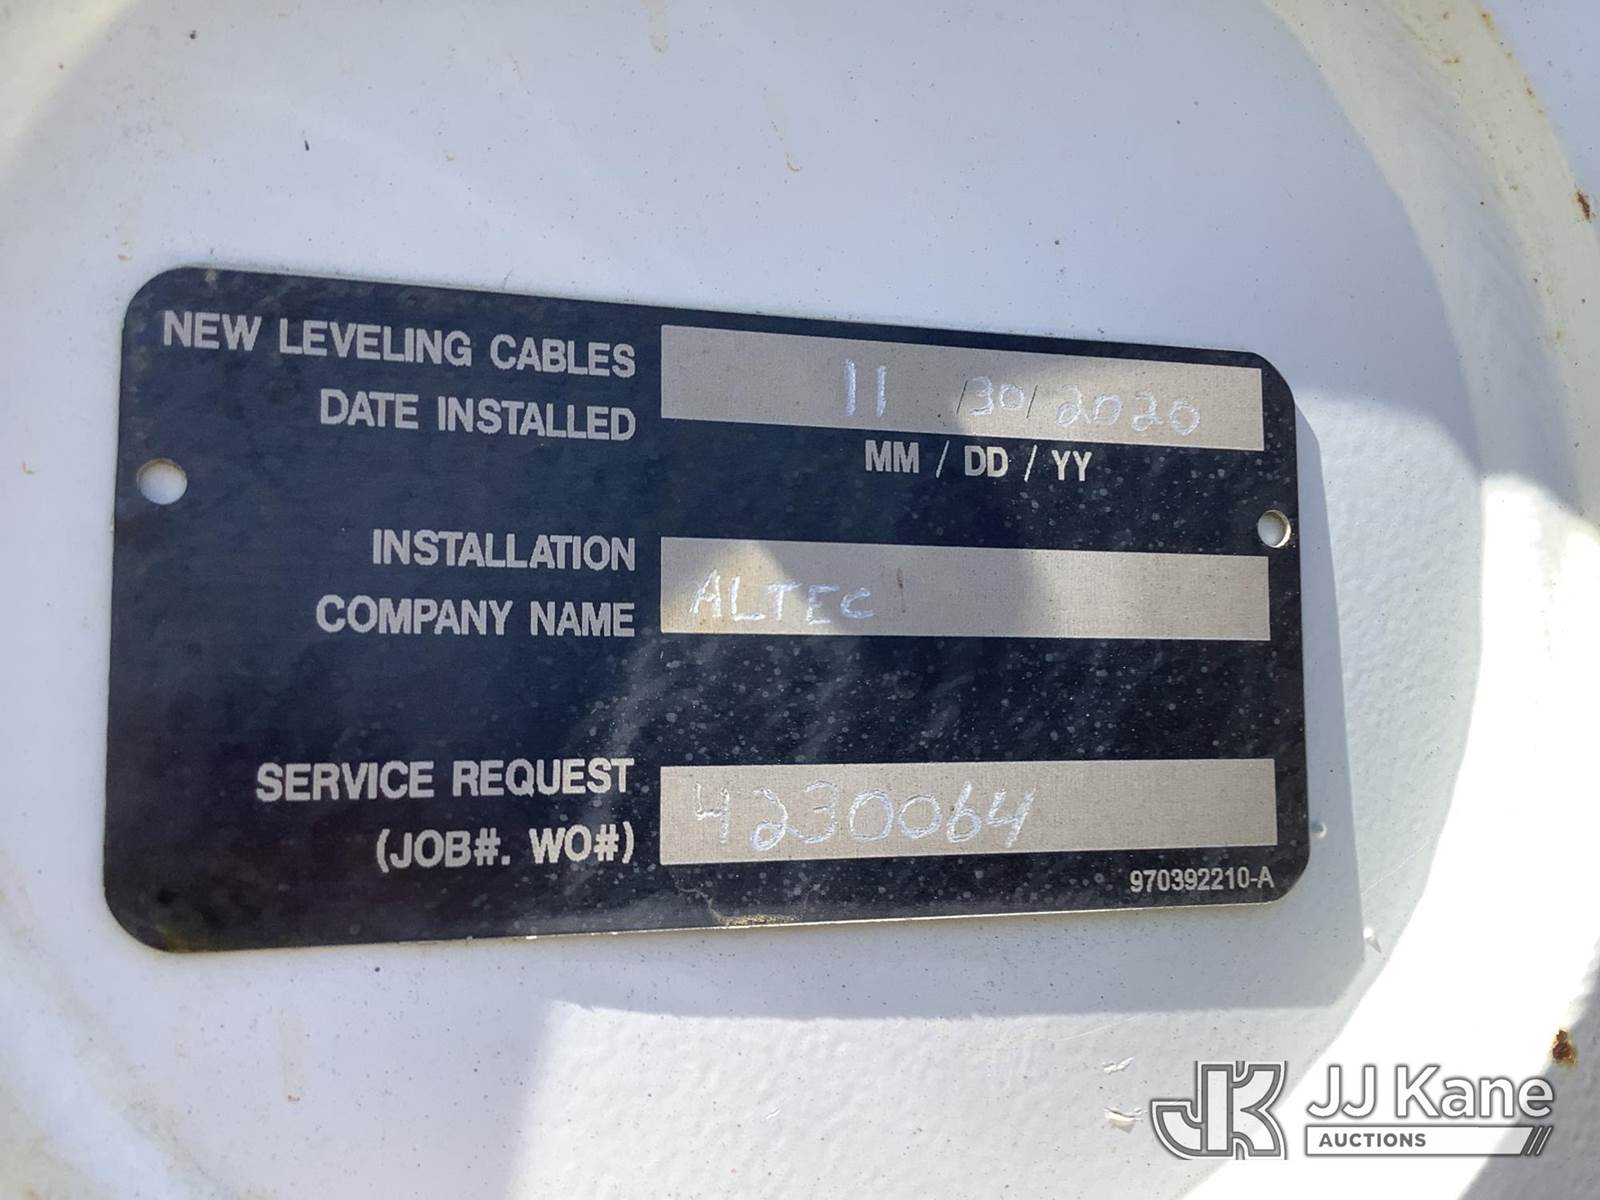 NEW LEVELING CABLES
DATE INSTALLED
11 /30/ 2020
MM / DD / YY
INSTALLATION
COMPANY NAME
ALTEC
SERVICE REQUEST
(JOB#. WO#)
4230064
970392210-A
JK JJ Kane
AUCTIONS